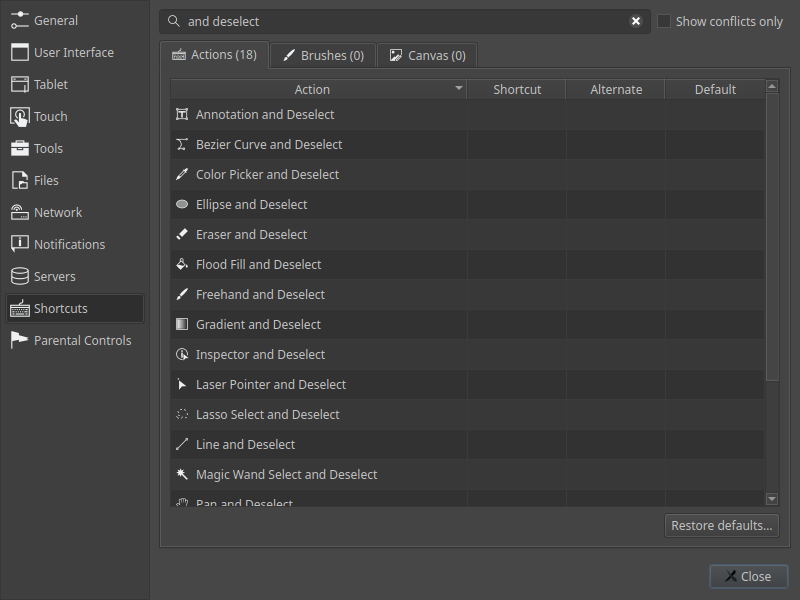 General
User Interface
Tablet
Touch
Tools
Files
Network
Notifications
Servers
Shortcuts
Parental Controls
and deselect
Show conflicts only
Actions (18)
Brushes (0)
Canvas (0)
Action Shortcut Alternate Default
Annotation and Deselect
Bezier Curve and Deselect
Color Picker and Deselect
Ellipse and Deselect
Eraser and Deselect
Flood Fill and Deselect
Freehand and Deselect
Gradient and Deselect
Inspector and Deselect
Laser Pointer and Deselect
Lasso Select and Deselect
Line and Deselect
Magic Wand Select and Deselect
Pan and Deselect
Restore defaults...
Close